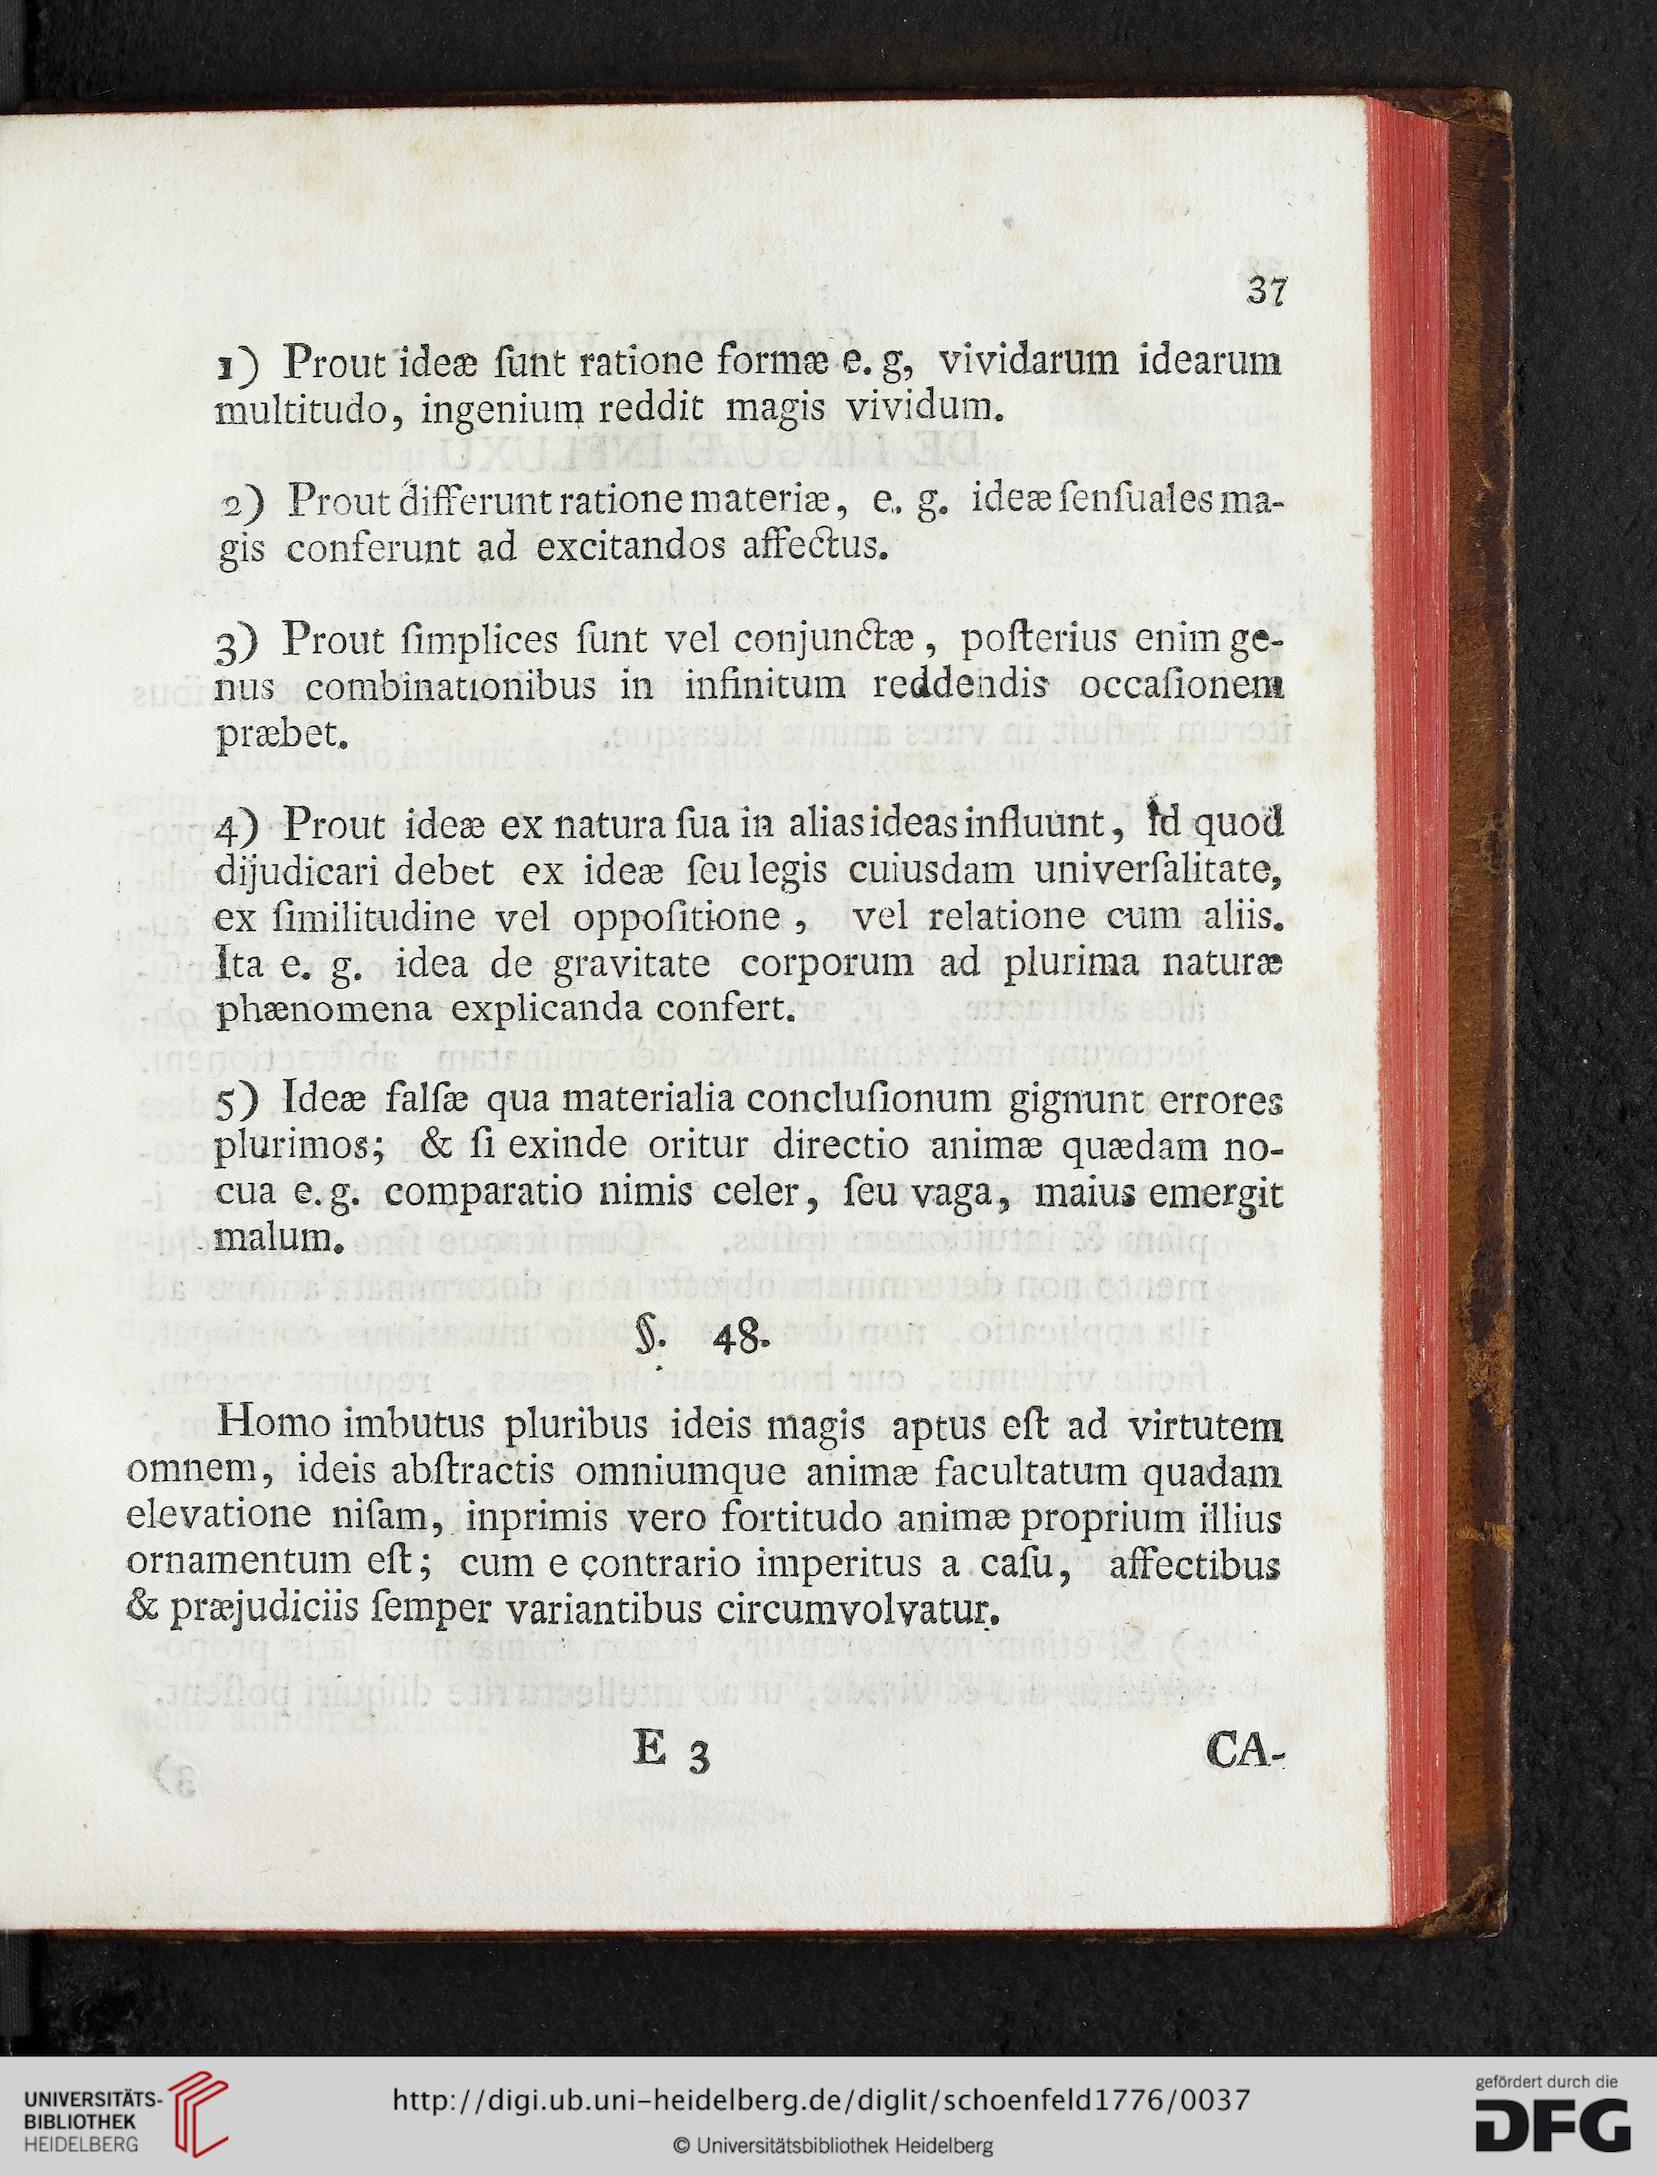 37
1) Prout ideæ ſunt ratione formæ e. g, vividarum idearum
multitudo, ingenium reddit magis vividum.
2) Prout differunt ratione materiæ, e. g. ideæ ſenſuales ma-
gis conferunt ad excitandos affectus.
3) Prout ſimplices ſunt vel conjunctæ, poſterius enim ge-
nus combinationibus in infinitum reddendis occaſionem
præbet.
4) Prout ideæ ex natura ſua in alias ideas influunt, Id quod
dijudicari debet ex ideæ ſeu legis cuiusdam univerſalitate,
ex ſimilitudine vel oppoſitione, vel relatione cum aliis.
Ita e. g. idea de gravitate corporum ad plurima naturæ
phænomena explicanda confert.
5) Ideæ falſæ qua materialia concluſionum gignunt errores
plurimos; & ſi exinde oritur directio animæ quædam no-
cua e. g. comparatio nimis celer, ſeu vaga, maius emergit
malum.
§. 48.
Homo imbutus pluribus ideis magis aptus eſt ad virtutem
omnem, ideis abſtractis omniumque animæ facultatum quadam
elevatione niſam, inprimis vero fortitudo animæ proprium illius
ornamentum eſt; cum e contrario imperitus a caſu, affectibus
& præjudiciis ſemper variantibus circumvolvatur.
E 3 CA-
UNIVERSITÄTS-
BIBLIOTHEK
HEIDELBERG
http://digi.ub.uni-heidelberg.de/diglit/schoenfeld1776/0037
© Universitätsbibliothek Heidelberg
gefördert durch die
DFG